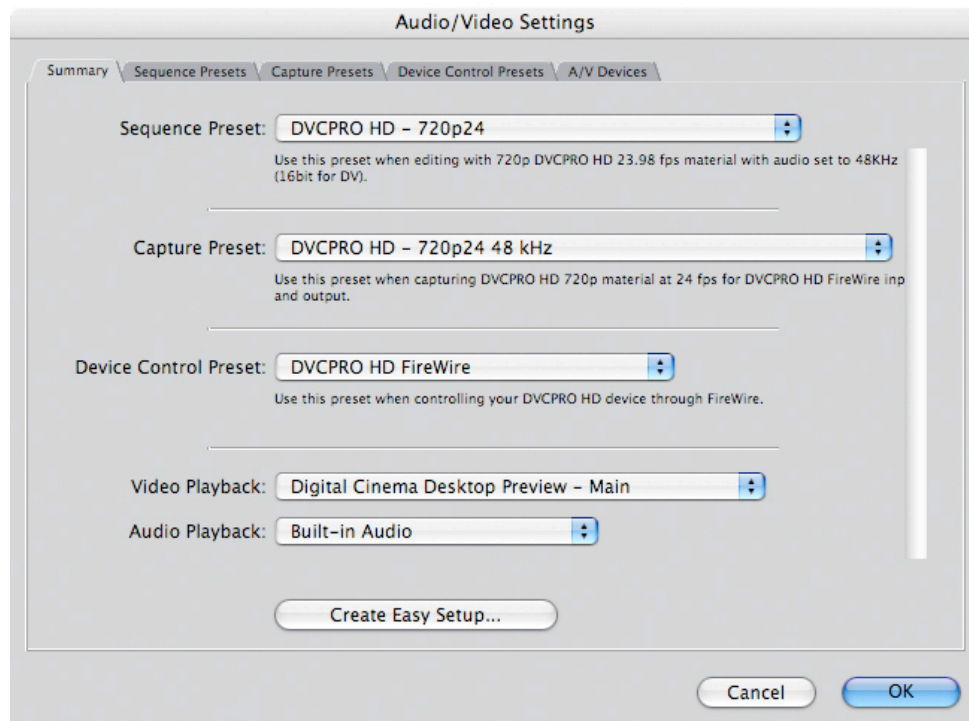 Audio/Video Settings
Summary Sequence Presets Capture Presets Device Control Presets A/V Devices
Sequence Preset: DVCPRO HD – 720p24
Use this preset when editing with 720p DVCPRO HD 23.98 fps material with audio set to 48KHz
(16bit for DV).
Capture Preset: DVCPRO HD – 720p24 48 kHz
Use this preset when capturing DVCPRO HD 720p material at 24 fps for DVCPRO HD FireWire inp
and output.
Device Control Preset: DVCPRO HD FireWire
Use this preset when controlling your DVCPRO HD device through FireWire.
Video Playback: Digital Cinema Desktop Preview – Main
Audio Playback: Built-in Audio
Create Easy Setup...
Cancel OK